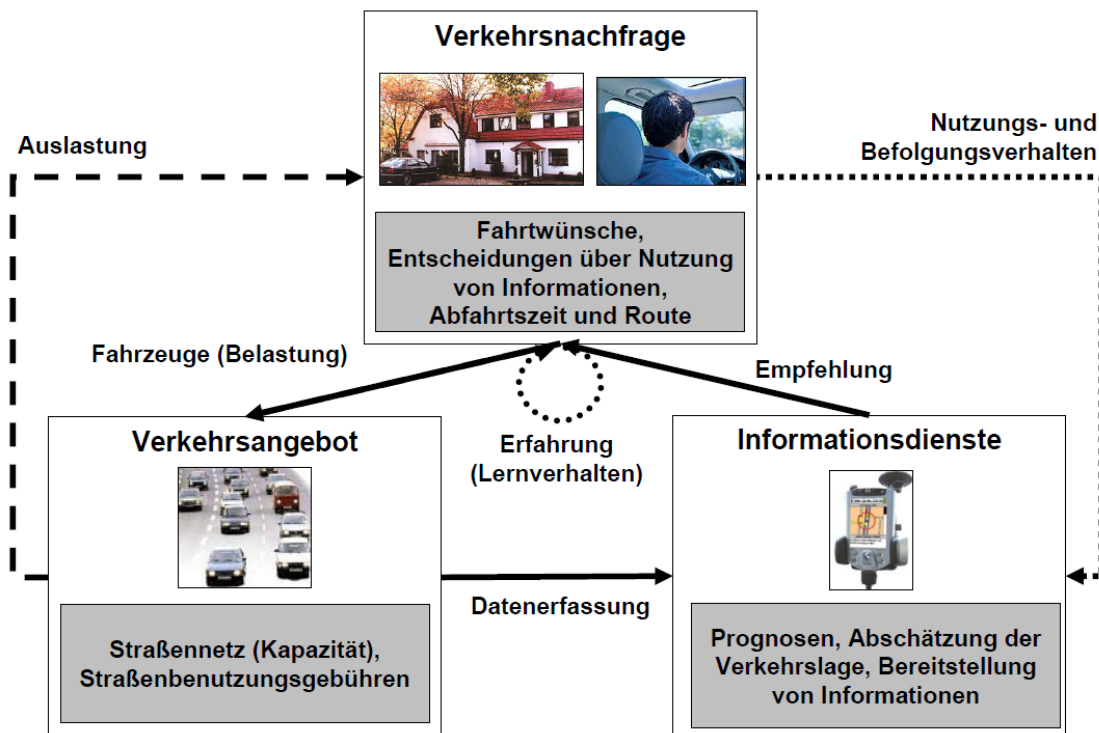 Verkehrsnachfrage
Auslastung
Nutzungs- und
Befolgungsverhalten
Fahrtwünsche,
Entscheidungen über Nutzung
von Informationen,
Abfahrtszeit und Route
Fahrzeuge (Belastung)
Empfehlung
Erfahrung
(Lernverhalten)
Verkehrsangebot
Informationsdienste
Datenerfassung
Straßennetz (Kapazität),
Straßenbenutzungsgebühren
Prognosen, Abschätzung der
Verkehrslage, Bereitstellung
von Informationen